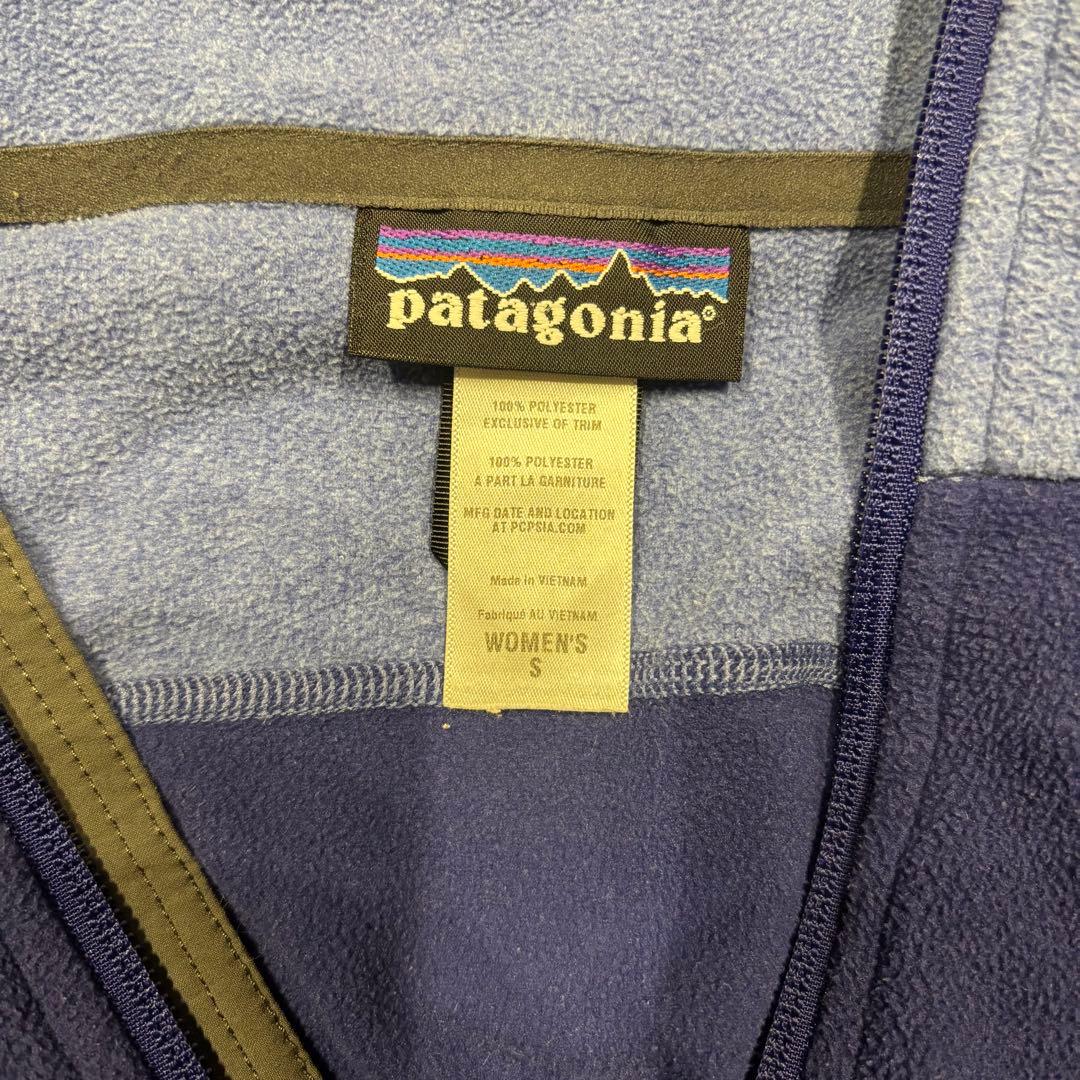 patagonia®
100% POLYESTER
EXCLUSIVE OF TRIM
100% POLYESTER
À PART LA GARNITURE
MFG DATE AND LOCATION
AT PCPSIA.COM
Made in VIETNAM
Fabriqué AU VIETNAM
WOMEN'S
S